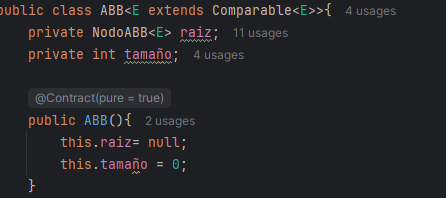 public class ABB<E extends Comparable<E>>{ 4 usages
private NodoABB<E> raiz; 11 usages
private int tamaño; 4 usages
@Contract(pure = true)
public ABB(){ 2 usages
this.raiz= null;
this.tamaño = 0;
}